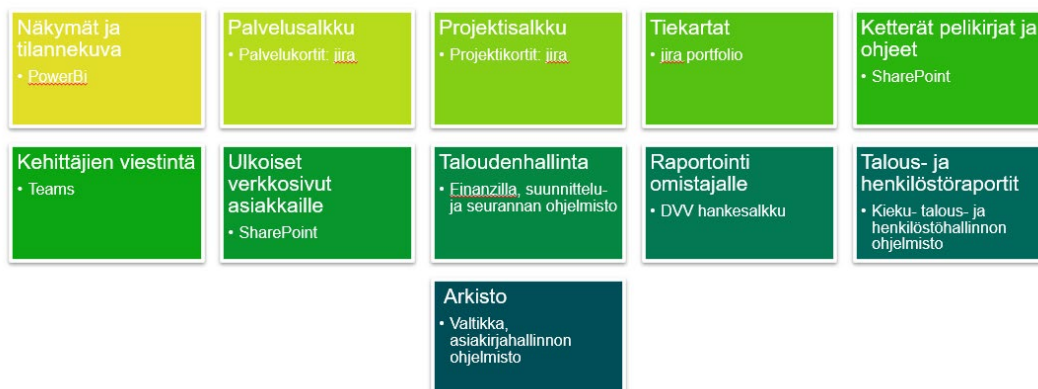 Näkymät ja
tilannekuva
• PowerBi
Palvelusalkku
• Palvelukortit: jira
Projektisalkku
• Projektikortit: jira
Tiekartat
• jira portfolio
Ketterät pelikirjat ja
ohjeet
• SharePoint
Kehittäjien viestintä
• Teams
Ulkoiset
verkkosivut
asiakkaille
• SharePoint
Taloudenhallinta
• Finanzilla, suunnittelu-
ja seurannan ohjelmisto
Raportointi
omistajalle
• DVV hankesalkku
Talous- ja
henkilöstöraportit
• Kieku- talous- ja
henkilöstöhallinnon
ohjelmisto
Arkisto
• Valtikka,
asiakirjahallinnon
ohjelmisto